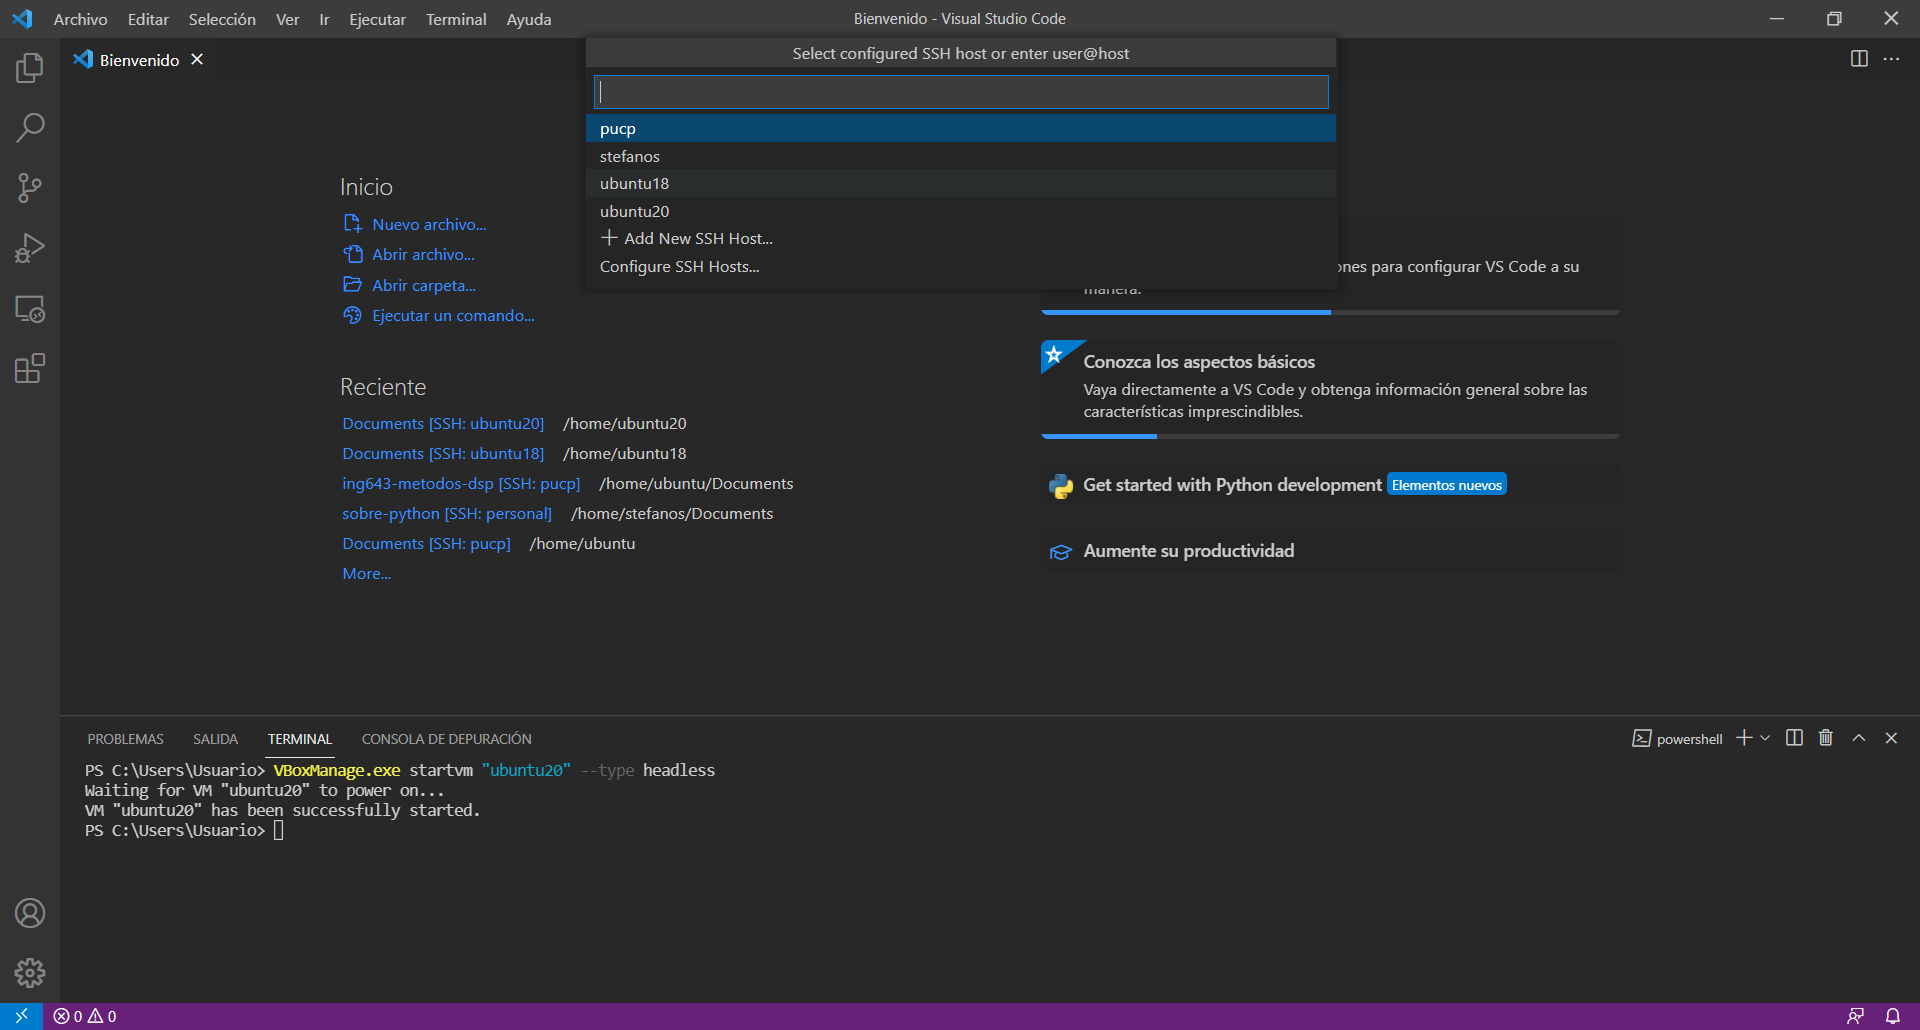 Archivo Editar Selección Ver Ir Ejecutar Terminal Ayuda
Bienvenido - Visual Studio Code
Bienvenido
Select configured SSH host or enter user@host
pucp
stefanos
ubuntu18
ubuntu20
Add New SSH Host...
Configure SSH Hosts...
Inicio
Nuevo archivo...
Abrir archivo...
Abrir carpeta...
Ejecutar un comando...
Reciente
Documents [SSH: ubuntu20] /home/ubuntu20
Documents [SSH: ubuntu18] /home/ubuntu18
ing643-metodos-dsp [SSH: pucp] /home/ubuntu/Documents
sobre-python [SSH: personal] /home/stefanos/Documents
Documents [SSH: pucp] /home/ubuntu
More...
ones para configurar VS Code a su
manera.
Conozca los aspectos básicos
Vaya directamente a VS Code y obtenga información general sobre las
características imprescindibles.
Get started with Python development Elementos nuevos
Aumente su productividad
PROBLEMAS SALIDA TERMINAL CONSOLA DE DEPURACIÓN
powershell
PS C:\Users\Usuario> VBoxManage.exe startvm "ubuntu20" --type headless
Waiting for VM "ubuntu20" to power on...
VM "ubuntu20" has been successfully started.
PS C:\Users\Usuario>
0 0